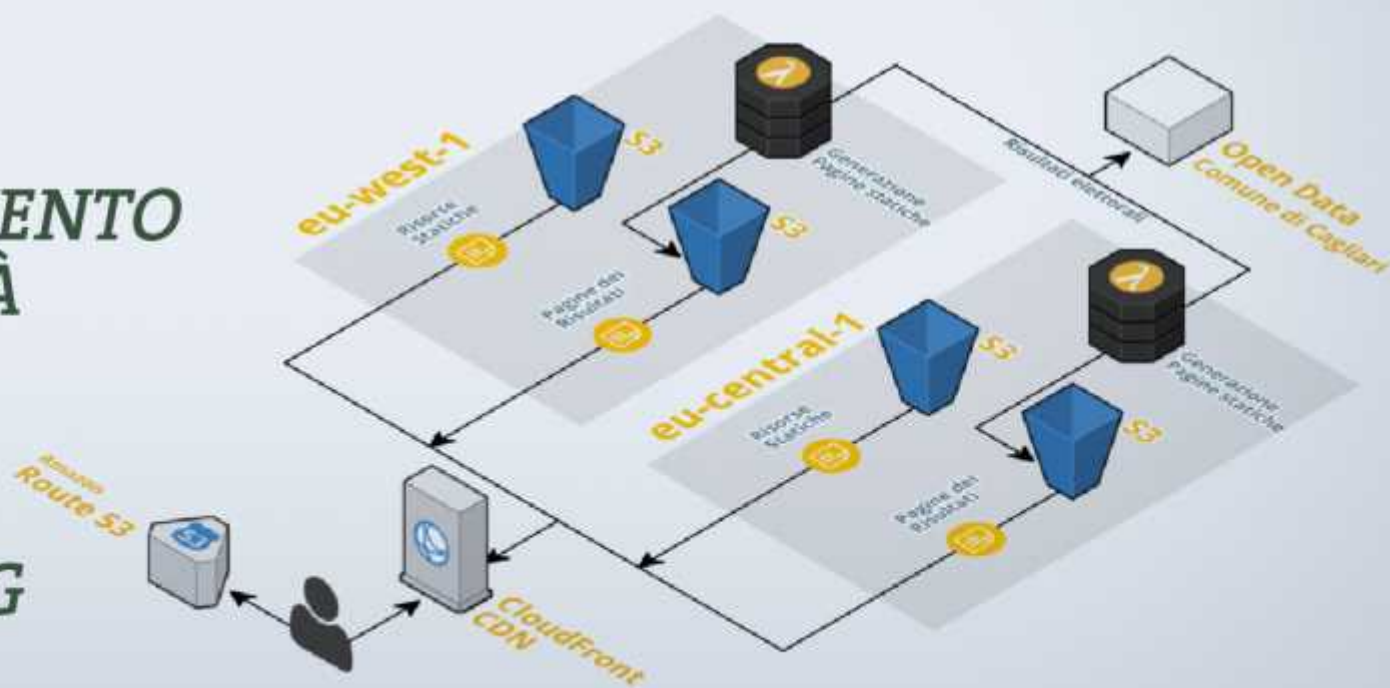 ENTO
À
G
eu-west-1
S3
Risorse
Statiche
S3
Pagine dei
Risultati
Generazione
Pagine statiche
Risultati elettorali
Open Data
Comune di Cagliari
eu-central-1
S3
Risorse
Statiche
S3
Pagine dei
Risultati
Generazione
Pagine statiche
Amazon
Route 53
53
CloudFront
CDN